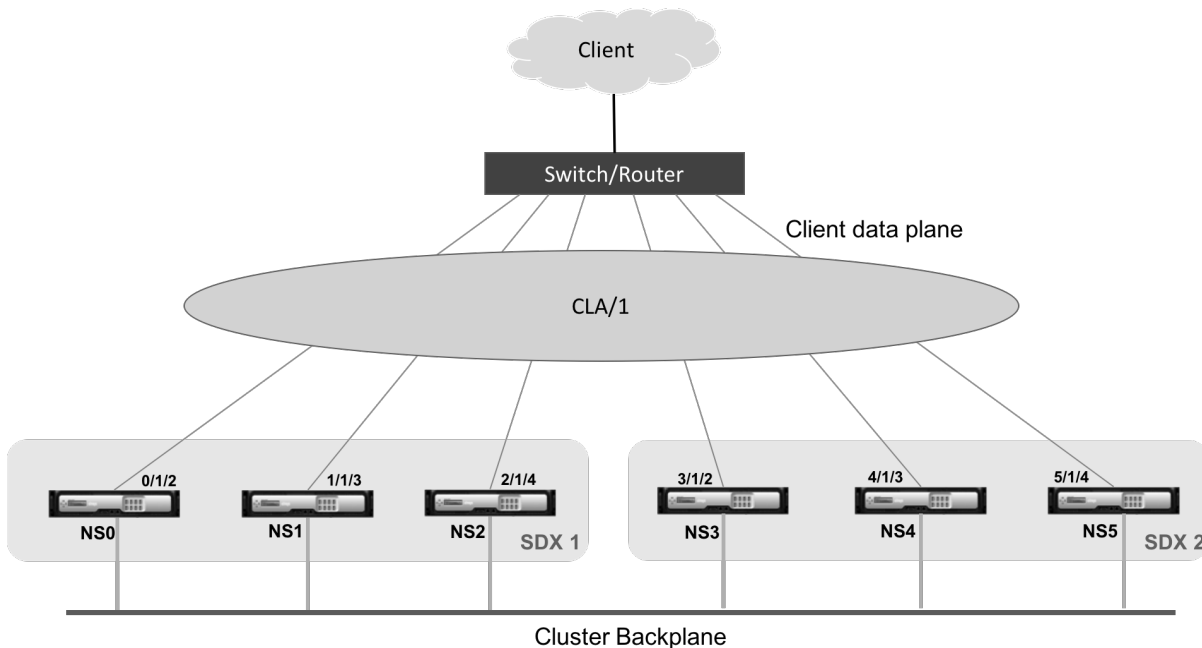 Client
Switch/Router
Client data plane
CLA/1
0/1/2
1/1/3
2/1/4
3/1/2
4/1/3
5/1/4
NS0
NS1
NS2
SDX 1
NS3
NS4
NS5
SDX 2
Cluster Backplane